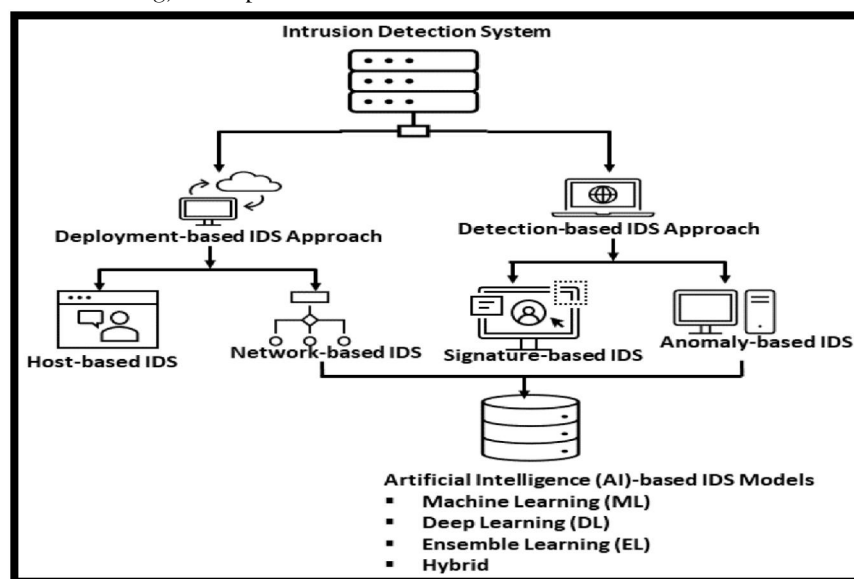 Intrusion Detection System
Deployment-based IDS Approach
Detection-based IDS Approach
Host-based IDS
Network-based IDS
Signature-based IDS
Anomaly-based IDS
Artificial Intelligence (AI)-based IDS Models
▪ Machine Learning (ML)
▪ Deep Learning (DL)
▪ Ensemble Learning (EL)
▪ Hybrid